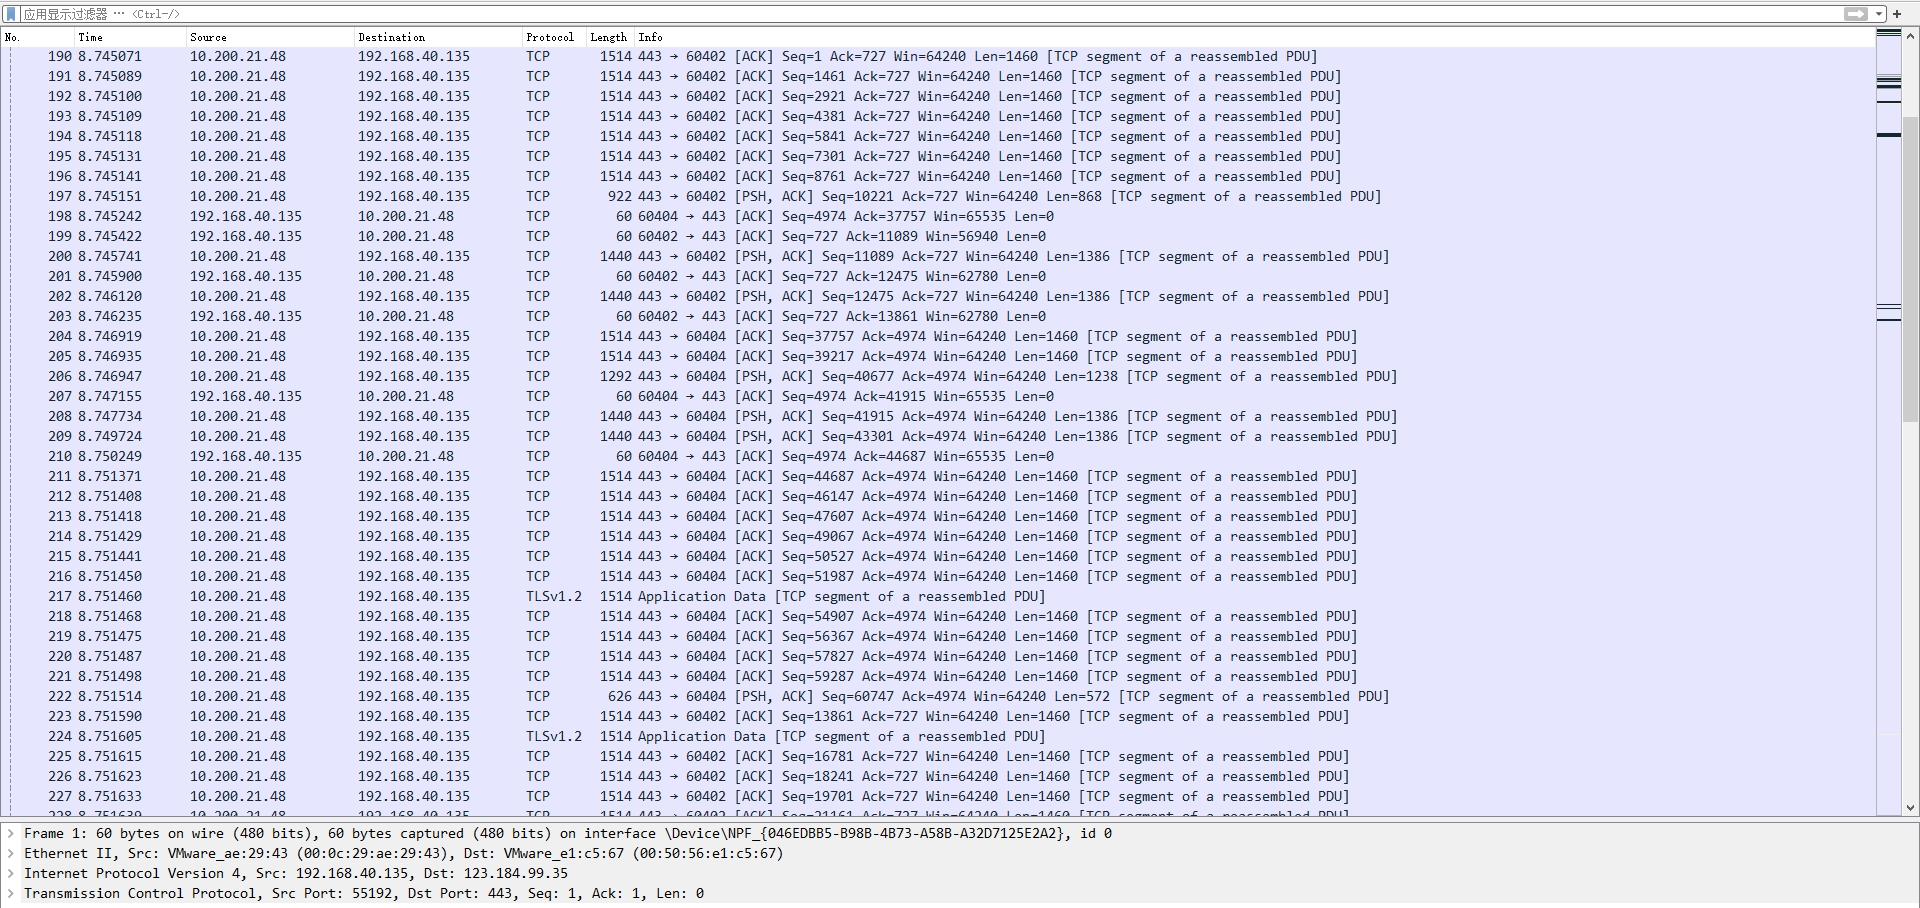 应用显示过滤器 … <Ctrl-/>
No. Time Source Destination Protocol Length Info
190 8.745071 10.200.21.48 192.168.40.135 TCP 1514 443 → 60402 [ACK] Seq=1 Ack=727 Win=64240 Len=1460 [TCP segment of a reassembled PDU]
191 8.745089 10.200.21.48 192.168.40.135 TCP 1514 443 → 60402 [ACK] Seq=1461 Ack=727 Win=64240 Len=1460 [TCP segment of a reassembled PDU]
192 8.745100 10.200.21.48 192.168.40.135 TCP 1514 443 → 60402 [ACK] Seq=2921 Ack=727 Win=64240 Len=1460 [TCP segment of a reassembled PDU]
193 8.745109 10.200.21.48 192.168.40.135 TCP 1514 443 → 60402 [ACK] Seq=4381 Ack=727 Win=64240 Len=1460 [TCP segment of a reassembled PDU]
194 8.745118 10.200.21.48 192.168.40.135 TCP 1514 443 → 60402 [ACK] Seq=5841 Ack=727 Win=64240 Len=1460 [TCP segment of a reassembled PDU]
195 8.745131 10.200.21.48 192.168.40.135 TCP 1514 443 → 60402 [ACK] Seq=7301 Ack=727 Win=64240 Len=1460 [TCP segment of a reassembled PDU]
196 8.745141 10.200.21.48 192.168.40.135 TCP 1514 443 → 60402 [ACK] Seq=8761 Ack=727 Win=64240 Len=1460 [TCP segment of a reassembled PDU]
197 8.745151 10.200.21.48 192.168.40.135 TCP 922 443 → 60402 [PSH, ACK] Seq=10221 Ack=727 Win=64240 Len=868 [TCP segment of a reassembled PDU]
198 8.745242 192.168.40.135 10.200.21.48 TCP 60 60404 → 443 [ACK] Seq=4974 Ack=37757 Win=65535 Len=0
199 8.745422 192.168.40.135 10.200.21.48 TCP 60 60402 → 443 [ACK] Seq=727 Ack=11089 Win=56940 Len=0
200 8.745741 10.200.21.48 192.168.40.135 TCP 1440 443 → 60402 [PSH, ACK] Seq=11089 Ack=727 Win=64240 Len=1386 [TCP segment of a reassembled PDU]
201 8.745900 192.168.40.135 10.200.21.48 TCP 60 60402 → 443 [ACK] Seq=727 Ack=12475 Win=62780 Len=0
202 8.746120 10.200.21.48 192.168.40.135 TCP 1440 443 → 60402 [PSH, ACK] Seq=12475 Ack=727 Win=64240 Len=1386 [TCP segment of a reassembled PDU]
203 8.746235 192.168.40.135 10.200.21.48 TCP 60 60402 → 443 [ACK] Seq=727 Ack=13861 Win=62780 Len=0
204 8.746919 10.200.21.48 192.168.40.135 TCP 1514 443 → 60404 [ACK] Seq=37757 Ack=4974 Win=64240 Len=1460 [TCP segment of a reassembled PDU]
205 8.746935 10.200.21.48 192.168.40.135 TCP 1514 443 → 60404 [ACK] Seq=39217 Ack=4974 Win=64240 Len=1460 [TCP segment of a reassembled PDU]
206 8.746947 10.200.21.48 192.168.40.135 TCP 1292 443 → 60404 [PSH, ACK] Seq=40677 Ack=4974 Win=64240 Len=1238 [TCP segment of a reassembled PDU]
207 8.747155 192.168.40.135 10.200.21.48 TCP 60 60404 → 443 [ACK] Seq=4974 Ack=41915 Win=65535 Len=0
208 8.747734 10.200.21.48 192.168.40.135 TCP 1440 443 → 60404 [PSH, ACK] Seq=41915 Ack=4974 Win=64240 Len=1386 [TCP segment of a reassembled PDU]
209 8.749724 10.200.21.48 192.168.40.135 TCP 1440 443 → 60404 [PSH, ACK] Seq=43301 Ack=4974 Win=64240 Len=1386 [TCP segment of a reassembled PDU]
210 8.750249 192.168.40.135 10.200.21.48 TCP 60 60404 → 443 [ACK] Seq=4974 Ack=44687 Win=65535 Len=0
211 8.751371 10.200.21.48 192.168.40.135 TCP 1514 443 → 60404 [ACK] Seq=44687 Ack=4974 Win=64240 Len=1460 [TCP segment of a reassembled PDU]
212 8.751408 10.200.21.48 192.168.40.135 TCP 1514 443 → 60404 [ACK] Seq=46147 Ack=4974 Win=64240 Len=1460 [TCP segment of a reassembled PDU]
213 8.751418 10.200.21.48 192.168.40.135 TCP 1514 443 → 60404 [ACK] Seq=47607 Ack=4974 Win=64240 Len=1460 [TCP segment of a reassembled PDU]
214 8.751429 10.200.21.48 192.168.40.135 TCP 1514 443 → 60404 [ACK] Seq=49067 Ack=4974 Win=64240 Len=1460 [TCP segment of a reassembled PDU]
215 8.751441 10.200.21.48 192.168.40.135 TCP 1514 443 → 60404 [ACK] Seq=50527 Ack=4974 Win=64240 Len=1460 [TCP segment of a reassembled PDU]
216 8.751450 10.200.21.48 192.168.40.135 TCP 1514 443 → 60404 [ACK] Seq=51987 Ack=4974 Win=64240 Len=1460 [TCP segment of a reassembled PDU]
217 8.751460 10.200.21.48 192.168.40.135 TLSv1.2 1514 Application Data [TCP segment of a reassembled PDU]
218 8.751468 10.200.21.48 192.168.40.135 TCP 1514 443 → 60404 [ACK] Seq=54907 Ack=4974 Win=64240 Len=1460 [TCP segment of a reassembled PDU]
219 8.751475 10.200.21.48 192.168.40.135 TCP 1514 443 → 60404 [ACK] Seq=56367 Ack=4974 Win=64240 Len=1460 [TCP segment of a reassembled PDU]
220 8.751487 10.200.21.48 192.168.40.135 TCP 1514 443 → 60404 [ACK] Seq=57827 Ack=4974 Win=64240 Len=1460 [TCP segment of a reassembled PDU]
221 8.751498 10.200.21.48 192.168.40.135 TCP 1514 443 → 60404 [ACK] Seq=59287 Ack=4974 Win=64240 Len=1460 [TCP segment of a reassembled PDU]
222 8.751514 10.200.21.48 192.168.40.135 TCP 626 443 → 60404 [PSH, ACK] Seq=60747 Ack=4974 Win=64240 Len=572 [TCP segment of a reassembled PDU]
223 8.751590 10.200.21.48 192.168.40.135 TCP 1514 443 → 60402 [ACK] Seq=13861 Ack=727 Win=64240 Len=1460 [TCP segment of a reassembled PDU]
224 8.751605 10.200.21.48 192.168.40.135 TLSv1.2 1514 Application Data [TCP segment of a reassembled PDU]
225 8.751615 10.200.21.48 192.168.40.135 TCP 1514 443 → 60402 [ACK] Seq=16781 Ack=727 Win=64240 Len=1460 [TCP segment of a reassembled PDU]
226 8.751623 10.200.21.48 192.168.40.135 TCP 1514 443 → 60402 [ACK] Seq=18241 Ack=727 Win=64240 Len=1460 [TCP segment of a reassembled PDU]
227 8.751633 10.200.21.48 192.168.40.135 TCP 1514 443 → 60402 [ACK] Seq=19701 Ack=727 Win=64240 Len=1460 [TCP segment of a reassembled PDU]
Frame 1: 60 bytes on wire (480 bits), 60 bytes captured (480 bits) on interface \Device\NPF_{046EDBB5-B98B-4B73-A58B-A32D7125E2A2}, id 0
Ethernet II, Src: VMware_ae:29:43 (00:0c:29:ae:29:43), Dst: VMware_e1:c5:67 (00:50:56:e1:c5:67)
Internet Protocol Version 4, Src: 192.168.40.135, Dst: 123.184.99.35
Transmission Control Protocol, Src Port: 55192, Dst Port: 443, Seq: 1, Ack: 1, Len: 0